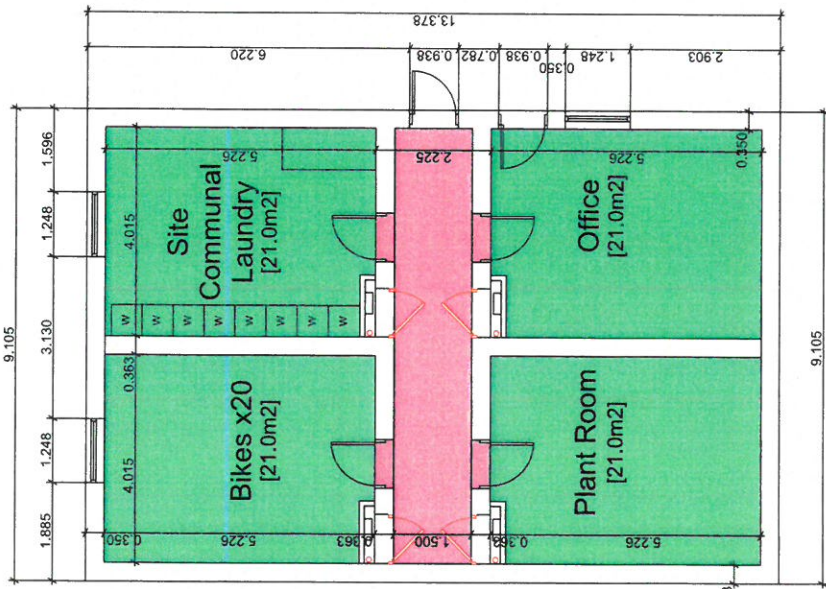 13.378
6.220
0.938
0.782
0.938
0.350
1.248
2.903
9.105
1.396
1.248
3.130
1.248
1.885
4.015
0.363
4.015
5.226
2.225
5.226
0.350
9.105
Site
Communal
Laundry
[21.0m2]
Office
[21.0m2]
W W W W W W W W
Bikes x20
[21.0m2]
Plant Room
[21.0m2]
0.350
5.226
0.363
1.500
0.363
5.226